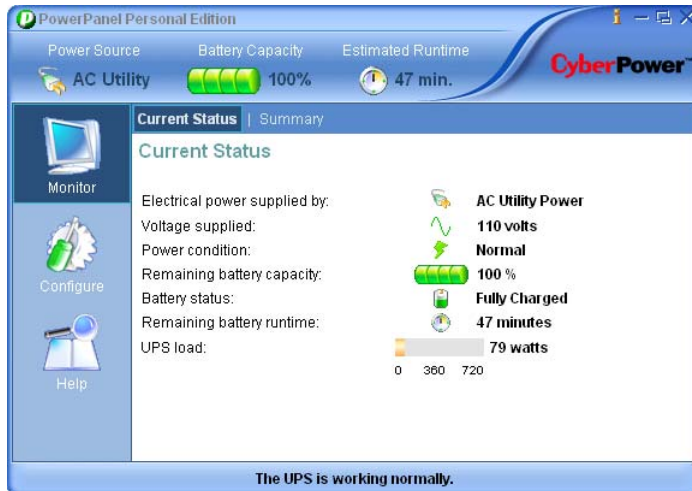 PowerPanel Personal Edition
Power Source Battery Capacity Estimated Runtime
AC Utility 100% 47 min.
CyberPower™
Current Status | Summary
Current Status
Monitor
Configure
Help
Electrical power supplied by: AC Utility Power
Voltage supplied: 110 volts
Power condition: Normal
Remaining battery capacity: 100 %
Battery status: Fully Charged
Remaining battery runtime: 47 minutes
UPS load: 79 watts
0 360 720
The UPS is working normally.